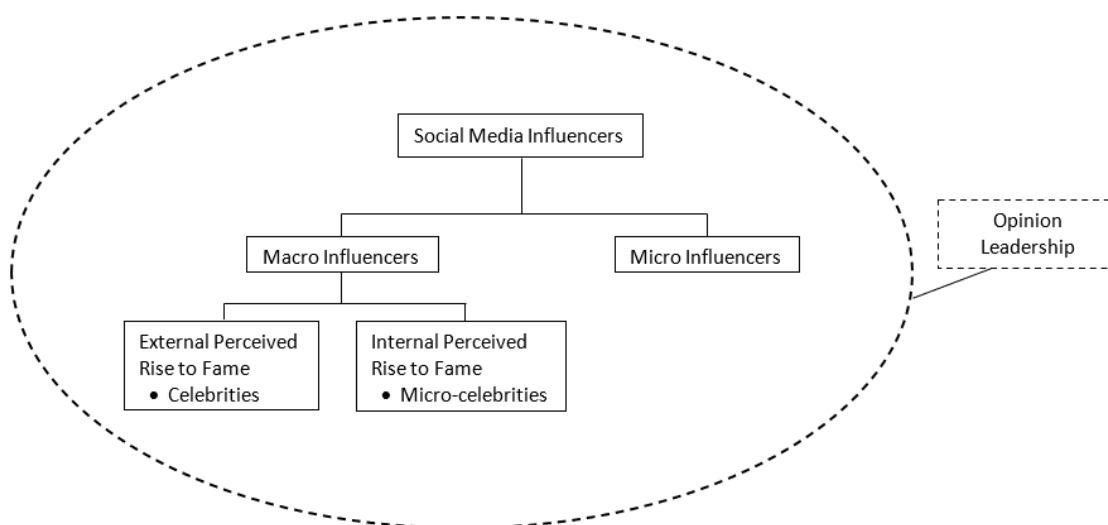 Social Media Influencers
Opinion
Leadership
Macro Influencers
Micro Influencers
External Perceived
Rise to Fame
• Celebrities
Internal Perceived
Rise to Fame
• Micro-celebrities